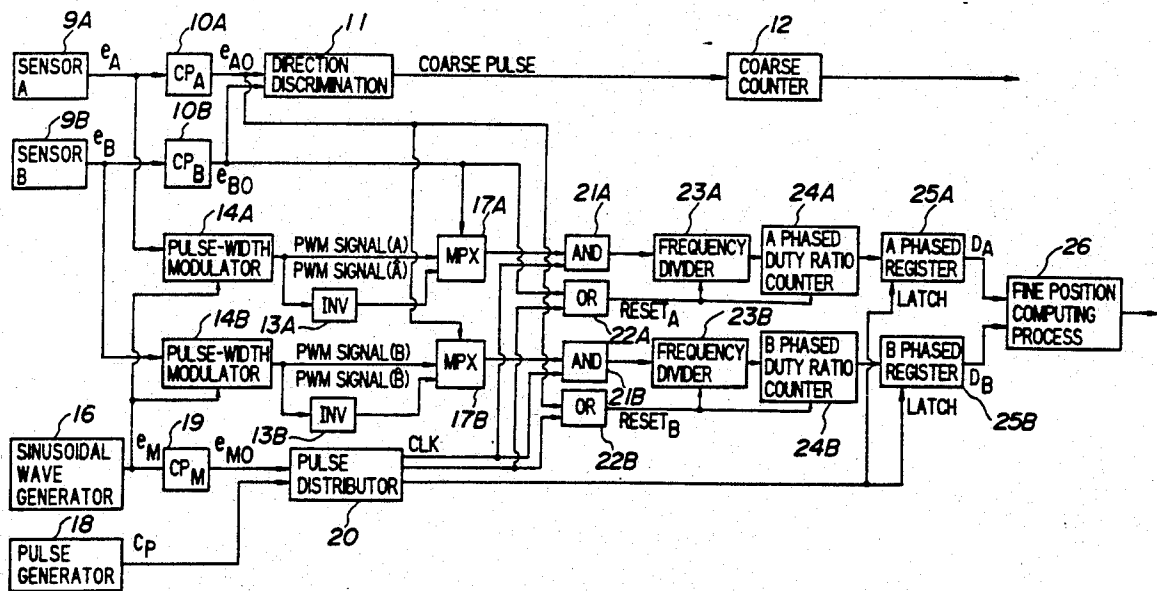 9A
10A
11
12
SENSOR
A
eA
CPA
eAO
DIRECTION
DISCRIMINATION
COARSE PULSE
COARSE
COUNTER
9B
10B
SENSOR
B
eB
CPB
eBO
14A
PULSE-WIDTH
MODULATOR
PWM SIGNAL(A)
PWM SIGNAL(Â)
INV
13A
17A
MPX
21A
AND
OR
22A
RESETA
23A
FREQUENCY
DIVIDER
24A
A PHASED
DUTY RATIO
COUNTER
25A
A PHASED
REGISTER
DA
LATCH
26
FINE POSITION
COMPUTING
PROCESS
14B
PULSE-WIDTH
MODULATOR
PWM SIGNAL(B)
PWM SIGNAL(B̂)
INV
13B
MPX
17B
AND
21B
OR
22B
RESETB
23B
FREQUENCY
DIVIDER
B PHASED
DUTY RATIO
COUNTER
24B
B PHASED
REGISTER
DB
LATCH
25B
16
SINUSOIDAL
WAVE
GENERATOR
eM
19
CPM
eMO
PULSE
DISTRIBUTOR
20
CLK
18
PULSE
GENERATOR
CP